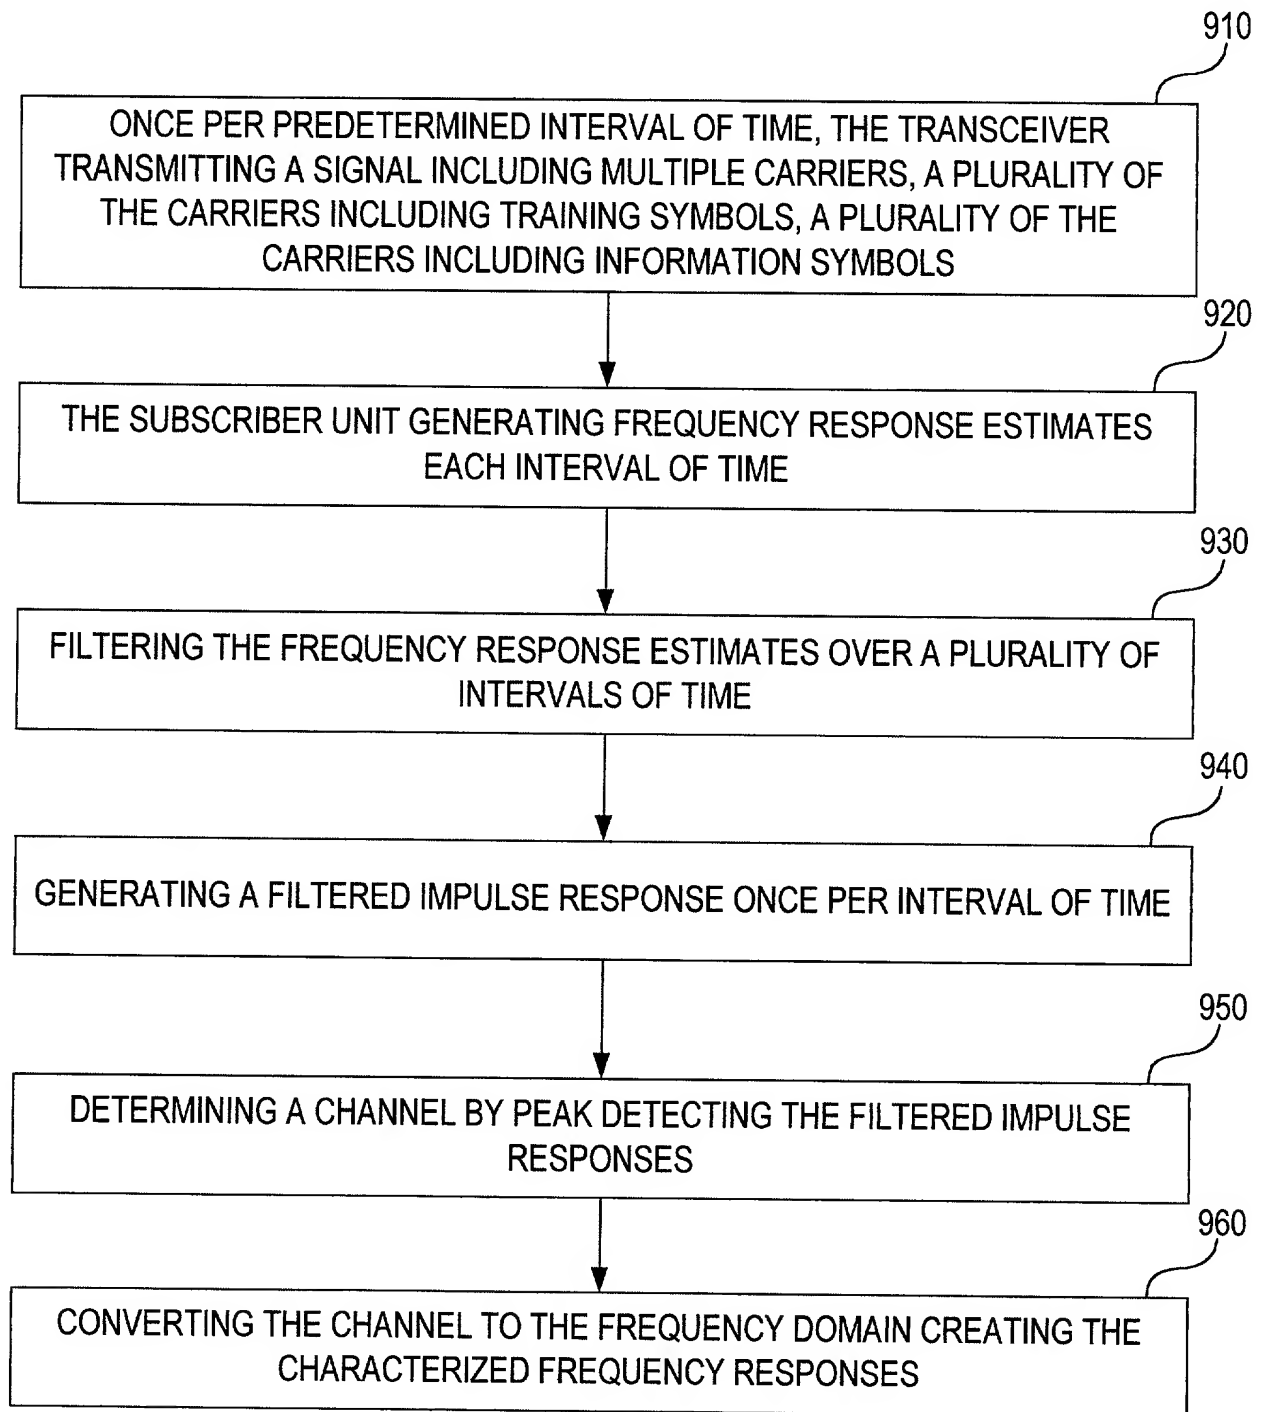 910
ONCE PER PREDETERMINED INTERVAL OF TIME, THE TRANSCEIVER
TRANSMITTING A SIGNAL INCLUDING MULTIPLE CARRIERS, A PLURALITY OF
THE CARRIERS INCLUDING TRAINING SYMBOLS, A PLURALITY OF THE
CARRIERS INCLUDING INFORMATION SYMBOLS
920
THE SUBSCRIBER UNIT GENERATING FREQUENCY RESPONSE ESTIMATES
EACH INTERVAL OF TIME
930
FILTERING THE FREQUENCY RESPONSE ESTIMATES OVER A PLURALITY OF
INTERVALS OF TIME
940
GENERATING A FILTERED IMPULSE RESPONSE ONCE PER INTERVAL OF TIME
950
DETERMINING A CHANNEL BY PEAK DETECTING THE FILTERED IMPULSE
RESPONSES
960
CONVERTING THE CHANNEL TO THE FREQUENCY DOMAIN CREATING THE
CHARACTERIZED FREQUENCY RESPONSES